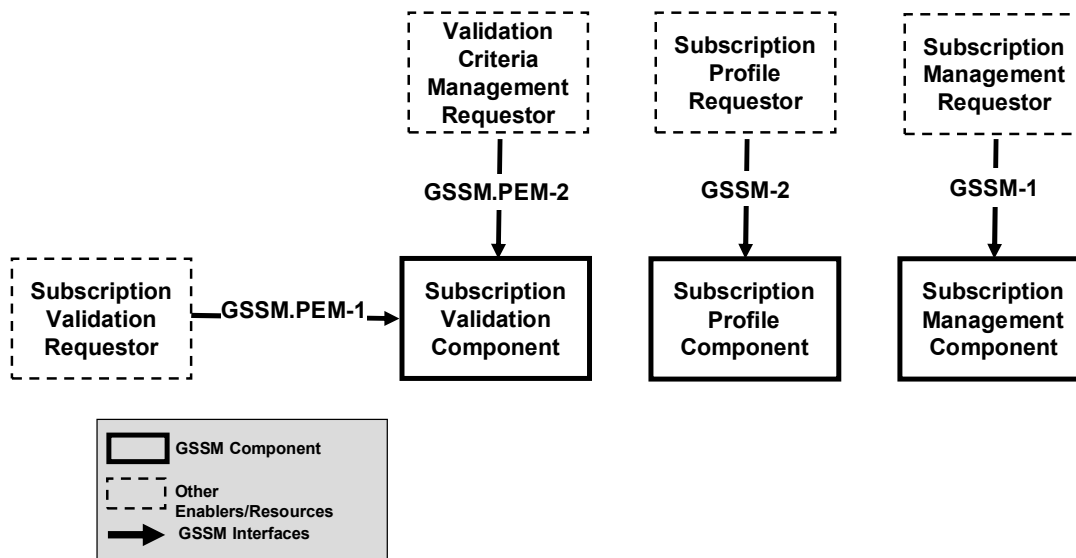 Validation
Criteria
Management
Requestor
Subscription
Profile
Requestor
Subscription
Management
Requestor
GSSM.PEM-2
GSSM-2
GSSM-1
Subscription
Validation
Requestor
GSSM.PEM-1
Subscription
Validation
Component
Subscription
Profile
Component
Subscription
Management
Component
GSSM Component
Other
Enablers/Resources
GSSM Interfaces